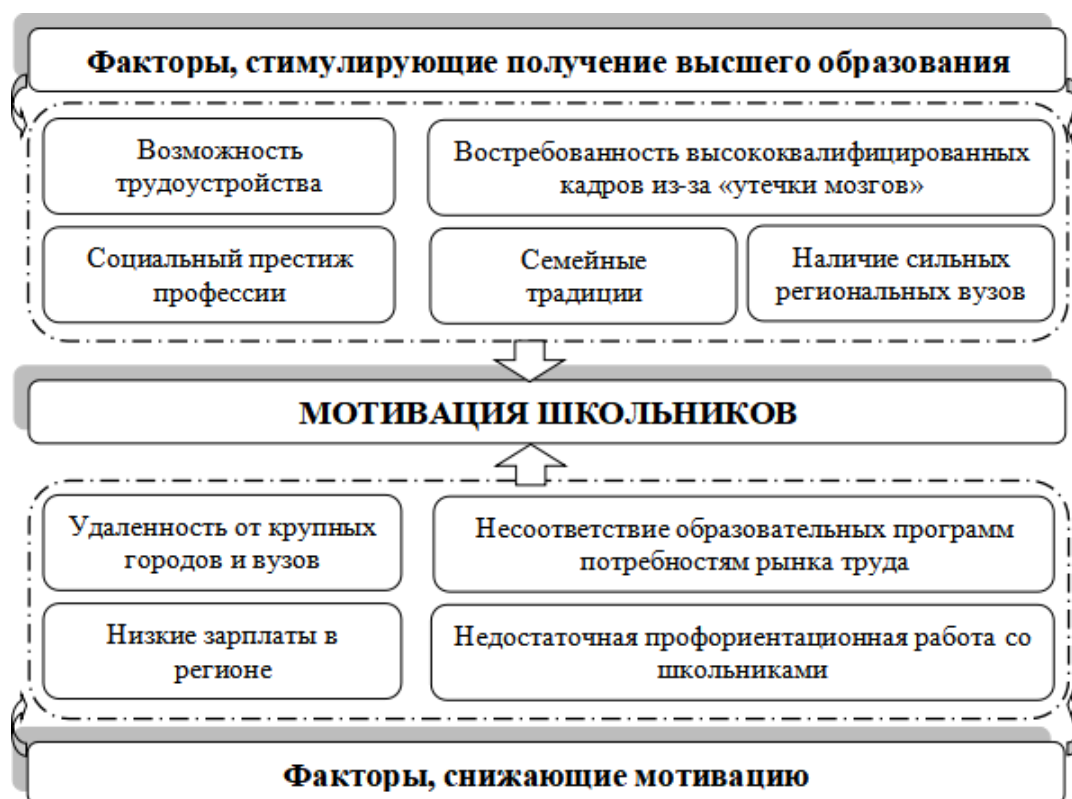 Факторы, стимулирующие получение высшего образования
Возможность
трудоустройства
Востребованность высококвалифицированных
кадров из-за «утечки мозгов»
Социальный престиж
профессии
Семейные
традиции
Наличие сильных
региональных вузов
МОТИВАЦИЯ ШКОЛЬНИКОВ
Удаленность от крупных
городов и вузов
Несоответствие образовательных программ
потребностям рынка труда
Низкие зарплаты в
регионе
Недостаточная профориентационная работа со
школьниками
Факторы, снижающие мотивацию